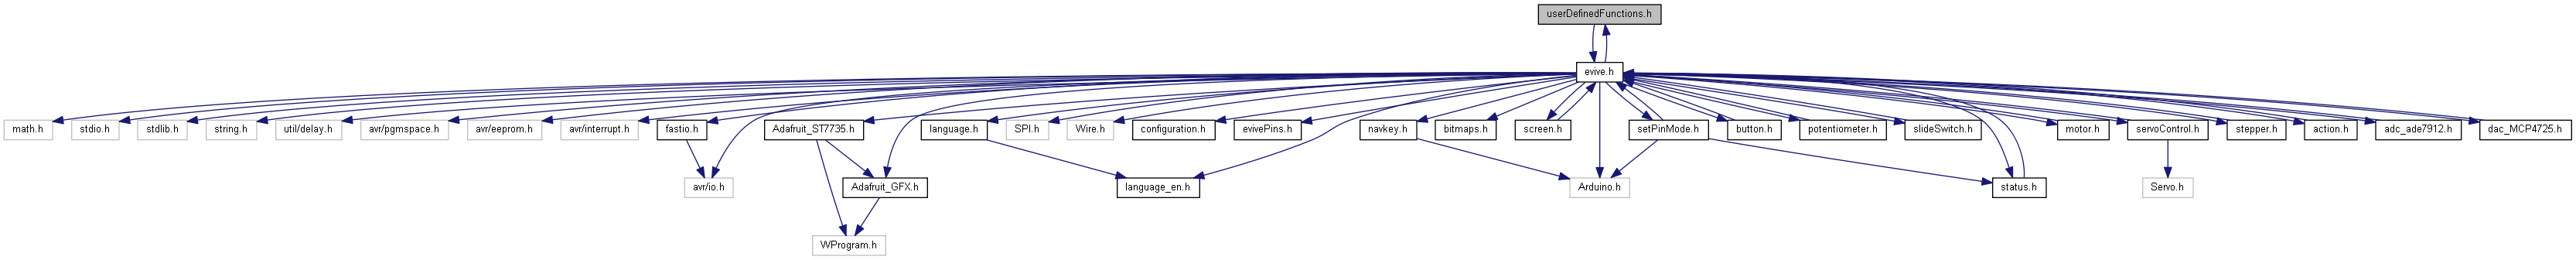 userDefinedFunctions.h
evive.h
math.h
stdio.h
stdlib.h
string.h
util/delay.h
avr/pgmspace.h
avr/eeprom.h
avr/interrupt.h
fastio.h
Adafruit_ST7735.h
language.h
SPI.h
Wire.h
configuration.h
evivePins.h
navkey.h
bitmaps.h
screen.h
setPinMode.h
button.h
potentiometer.h
slideSwitch.h
motor.h
servoControl.h
stepper.h
action.h
adc_ade7912.h
dac_MCP4725.h
avr/io.h
Adafruit_GFX.h
language_en.h
Arduino.h
status.h
Servo.h
WProgram.h